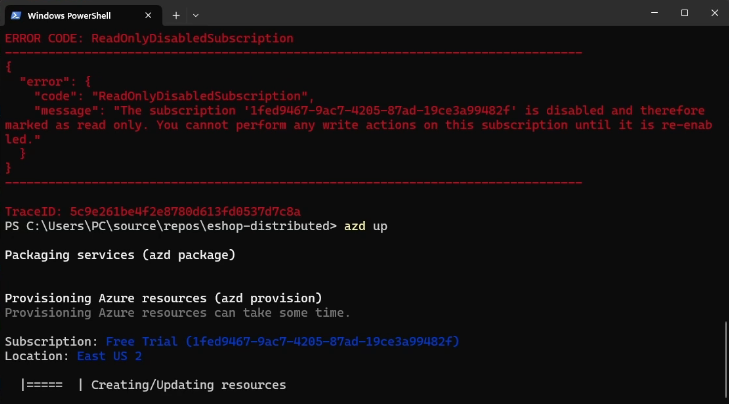 Windows PowerShell
ERROR CODE: ReadOnlyDisabledSubscription
--------------------------------------------------------------------------------
{
  "error": {
    "code": "ReadOnlyDisabledSubscription",
    "message": "The subscription '1fed9467-9ac7-4205-87ad-19ce3a99482f' is disabled and therefore
marked as read only. You cannot perform any write actions on this subscription until it is re-enab
led."
  }
}
--------------------------------------------------------------------------------
TraceID: 5c9e261be4f2e8780d613fd0537d7c8a
PS C:\Users\PC\source\repos\eshop-distributed> azd up
Packaging services (azd package)
Provisioning Azure resources (azd provision)
Provisioning Azure resources can take some time.
Subscription: Free Trial (1fed9467-9ac7-4205-87ad-19ce3a99482f)
Location: East US 2
  |=====  | Creating/Updating resources